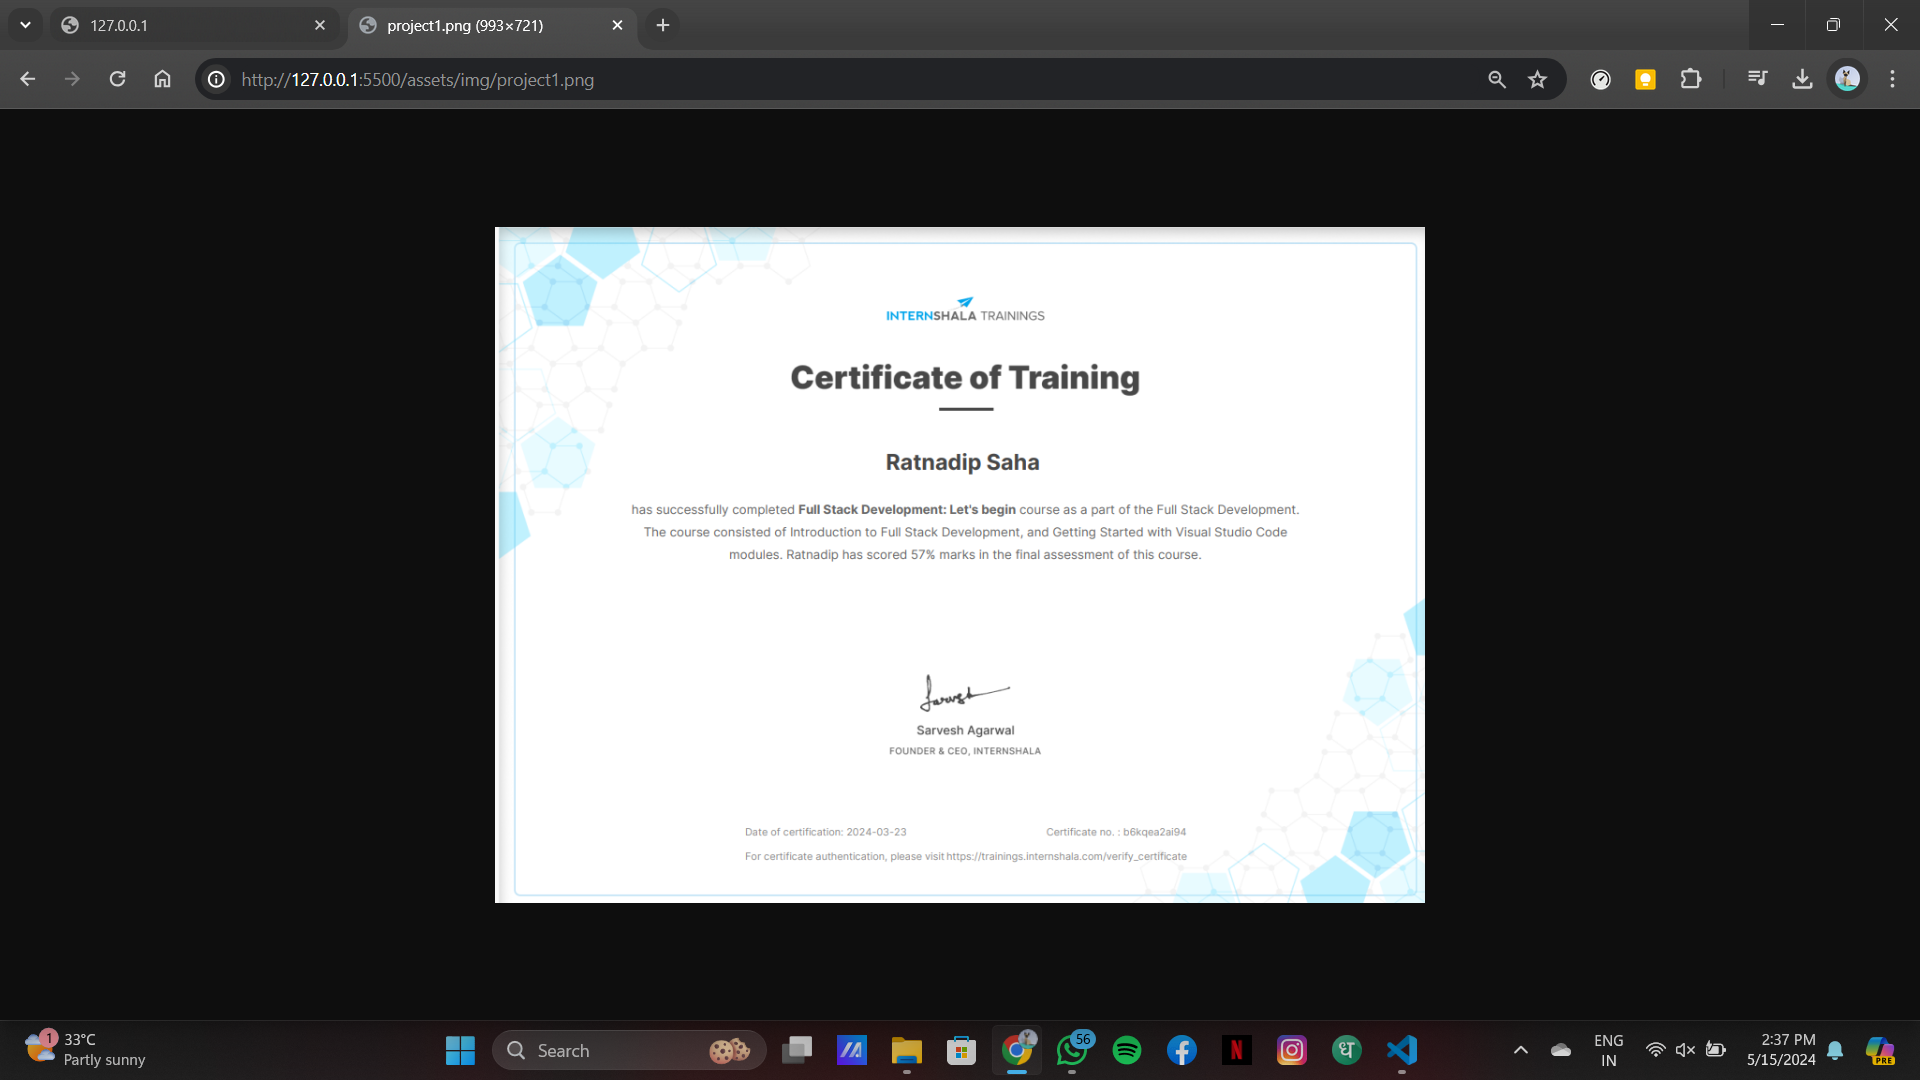 127.0.0.1
project1.png (993×721)
http://127.0.0.1:5500/assets/img/project1.png
INTERNSHALA TRAININGS
Certificate of Training
Ratnadip Saha
has successfully completed Full Stack Development: Let's begin course as a part of the Full Stack Development.
The course consisted of Introduction to Full Stack Development, and Getting Started with Visual Studio Code
modules. Ratnadip has scored 57% marks in the final assessment of this course.
Sarvesh
Sarvesh Agarwal
FOUNDER & CEO, INTERNSHALA
Date of certification: 2024-03-23 Certificate no. : b6kqea2ai94
For certificate authentication, please visit https://trainings.internshala.com/verify_certificate
1
33°C
Partly sunny
Search
56
N
ध
ENG
IN
2:37 PM
5/15/2024
PRE